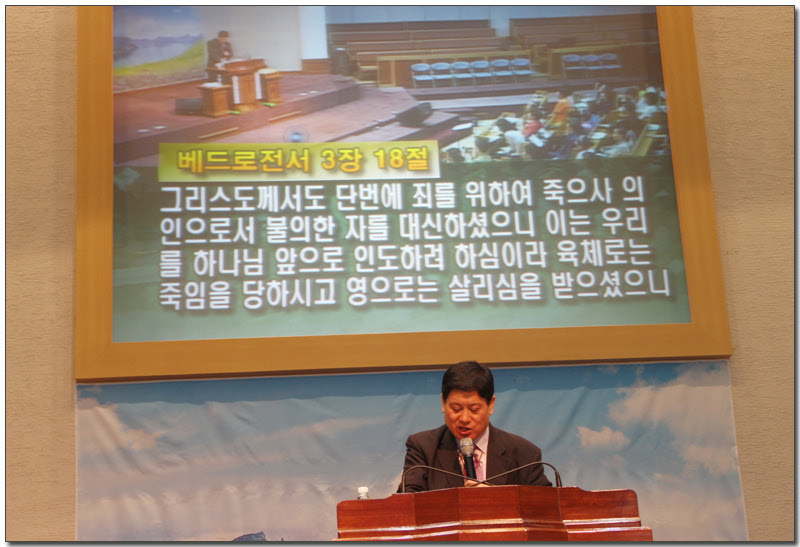 베드로전서 3장 18절
그리스도께서도 단번에 죄를 위하여 죽으사 의
인으로서 불의한 자를 대신하셨으니 이는 우리
를 하나님 앞으로 인도하려 하심이라 육체로는
죽임을 당하시고 영으로는 살리심을 받으셨으니